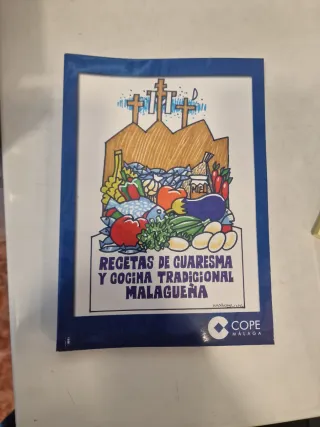 RECETAS DE CUARESMA
Y COCINA TRADICIONAL
MALAGUEÑA
COPE
MÁLAGA